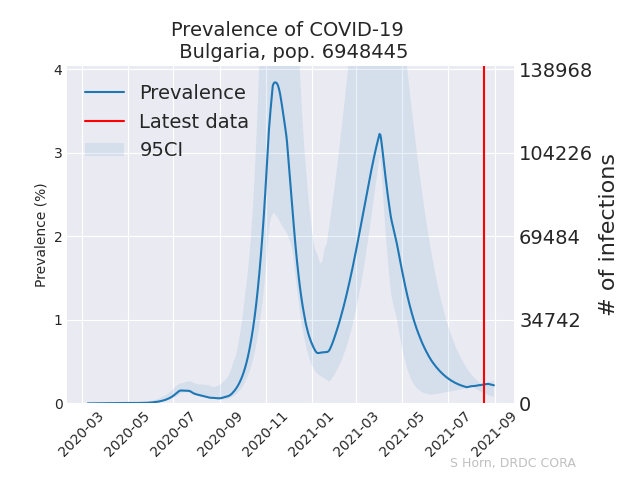 Prevalence of COVID-19
Bulgaria, pop. 6948445
Prevalence
Latest data
95CI
Prevalence (%)
4
3
2
1
0
138968
104226
69484
34742
0
# of infections
2020-03
2020-05
2020-07
2020-09
2020-11
2021-01
2021-03
2021-05
2021-07
2021-09
S Horn, DRDC CORA